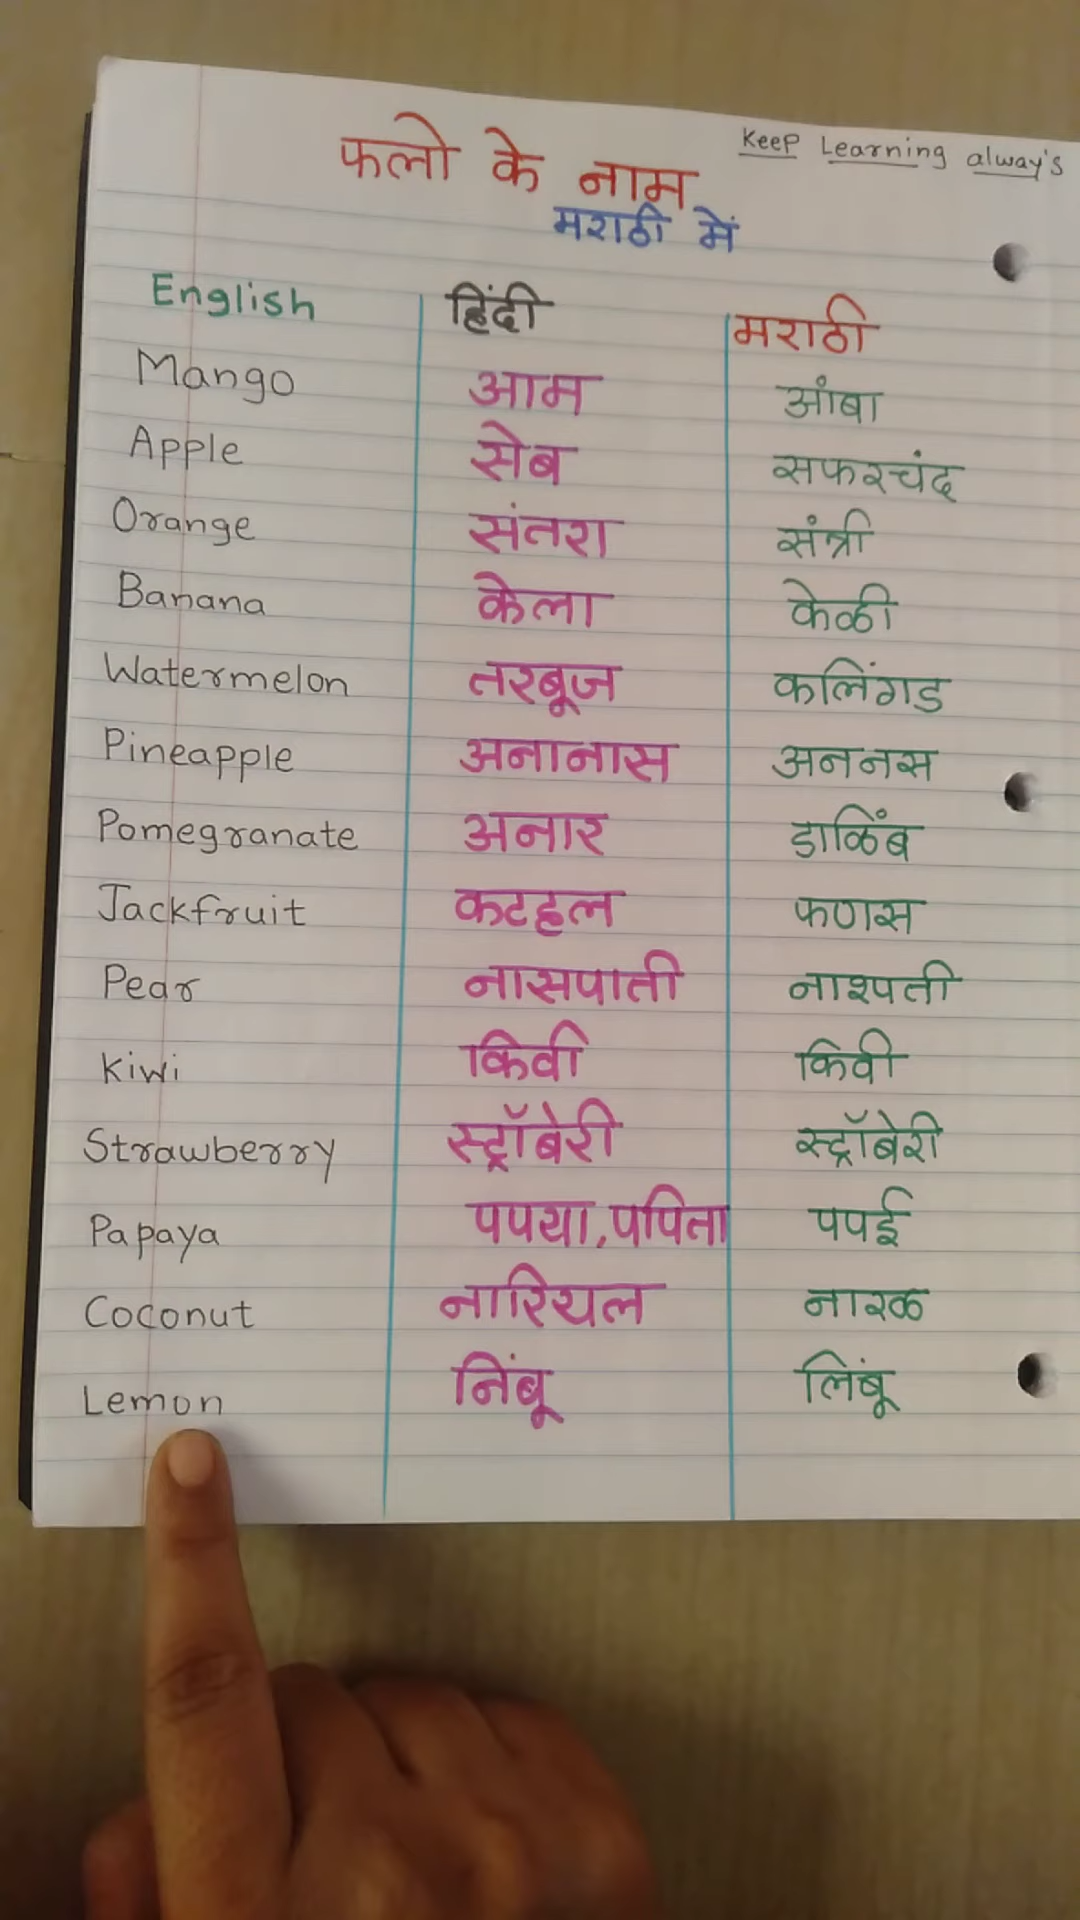 फलो के नाम
Keep Learning alway's
मराठी में
English हिंदी मराठी
Mango आम आंबा
Apple सेब सफरचंद
Orange संतरा संत्री
Banana केला केळी
Watermelon तरबूज कलिंगड
Pineapple अनानास अननस
Pomegranate अनार डाळिंब
Jackfruit कटहल फणस
Pear नासपाती नाश्पती
Kiwi किवी किवी
Strawberry स्ट्रॉबेरी स्ट्रॉबेरी
Papaya पपया,पपिता पपई
Coconut नारियल नारळ
Lemon निंबू लिंबू